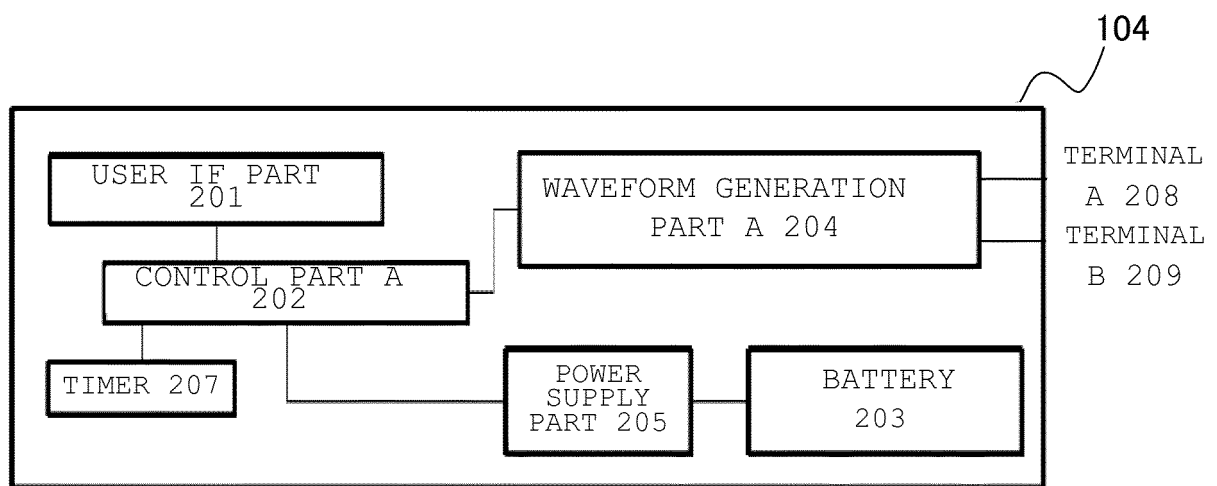 104
USER IF PART
201
WAVEFORM GENERATION
PART A 204
TERMINAL
A 208
TERMINAL
B 209
CONTROL PART A
202
TIMER 207
POWER
SUPPLY
PART 205
BATTERY
203